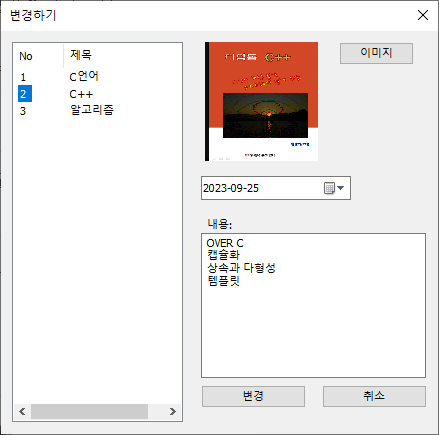 변경하기
No 제목
1 C언어
2 C++
3 알고리즘
C++
이미지
2023-09-25
내용:
OVER C
캡슐화
상속과 다형성
템플릿
변경 취소